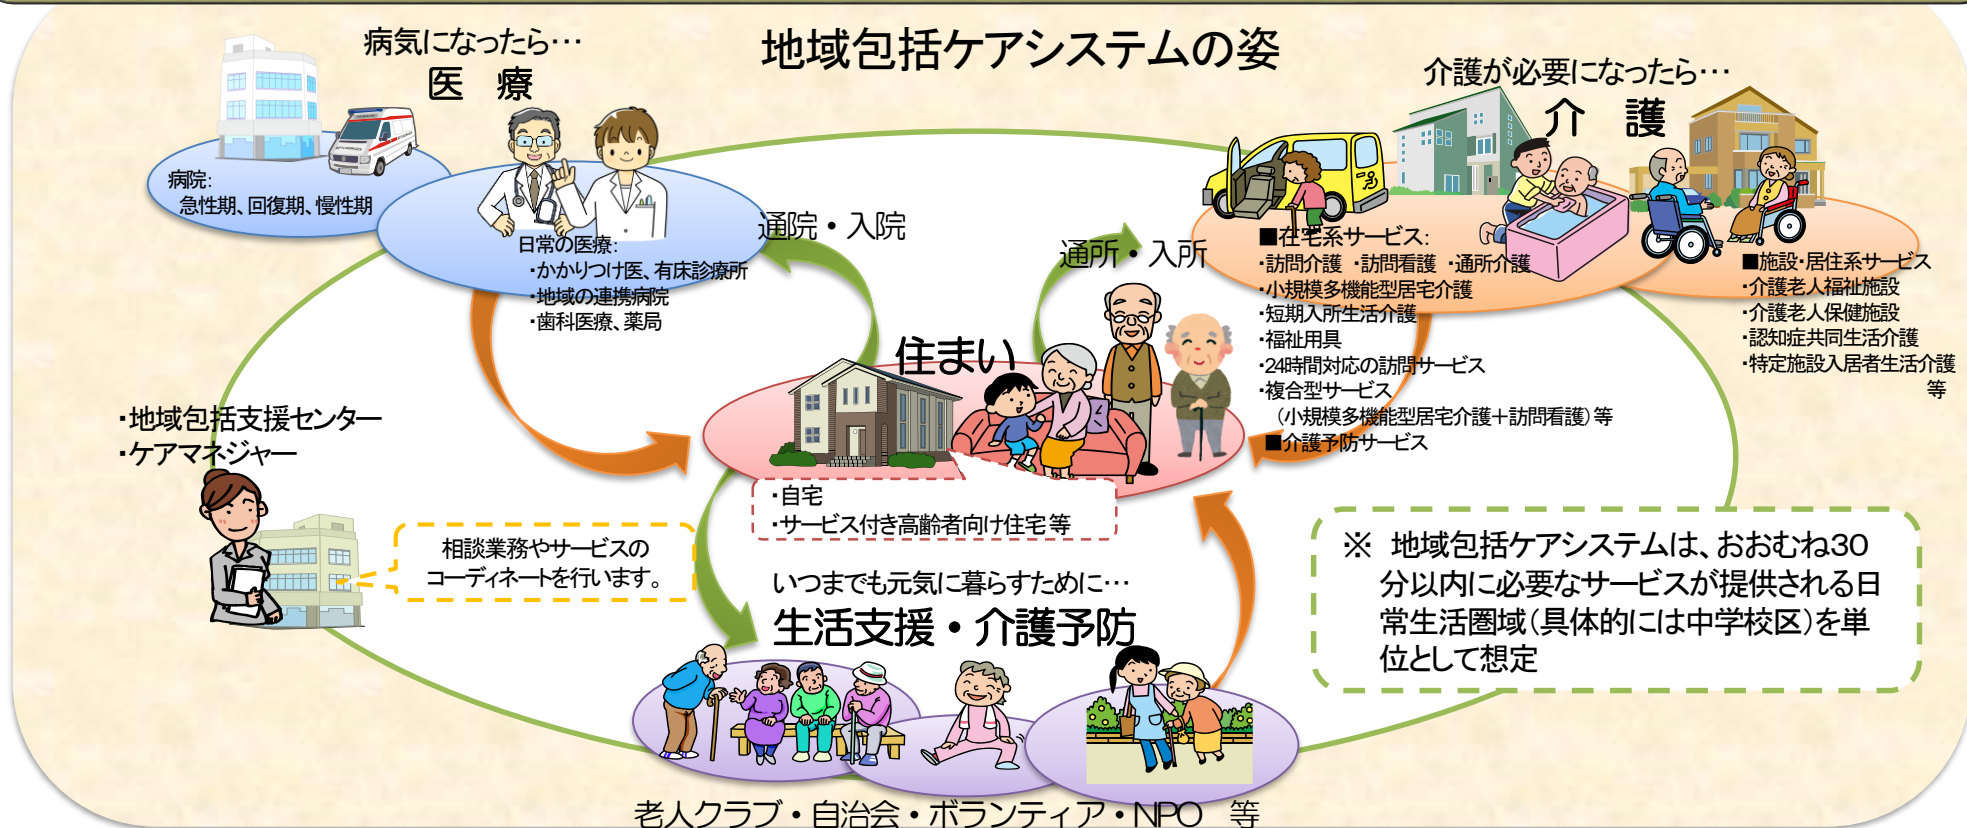 地域包括ケアシステムの姿
病気になったら…
医 療
病院:
急性期、回復期、慢性期
日常の医療:
・かかりつけ医、有床診療所
・地域の連携病院
・歯科医療、薬局
通院・入院
通所・入所
介護が必要になったら…
介 護
■在宅系サービス:
・訪問介護 ・訪問看護 ・通所介護
・小規模多機能型居宅介護
・短期入所生活介護
・福祉用具
・24時間対応の訪問サービス
・複合型サービス
(小規模多機能型居宅介護+訪問看護)等
■介護予防サービス
■施設・居住系サービス
・介護老人福祉施設
・介護老人保健施設
・認知症共同生活介護
・特定施設入居者生活介護
等
住まい
・自宅
・サービス付き高齢者向け住宅 等
・地域包括支援センター
・ケアマネジャー
相談業務やサービスの
コーディネートを行います。
いつまでも元気に暮らすために…
生活支援・介護予防
老人クラブ・自治会・ボランティア・NPO 等
※ 地域包括ケアシステムは、おおむね30
分以内に必要なサービスが提供される日
常生活圏域(具体的には中学校区)を単
位として想定